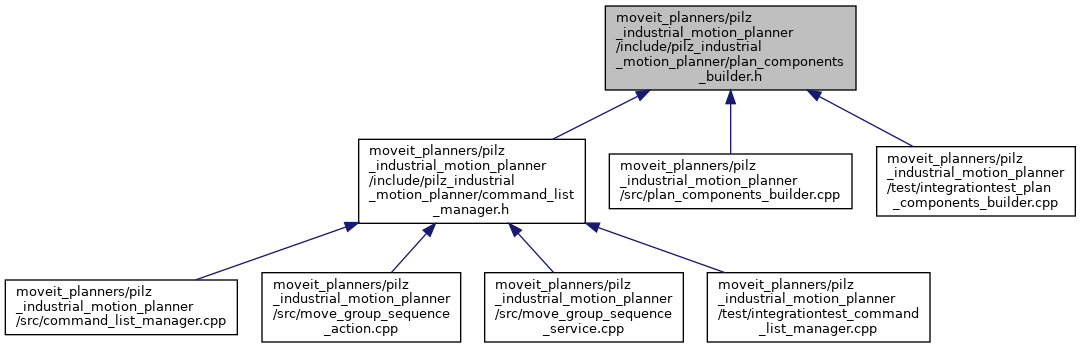 moveit_planners/pilz
_industrial_motion_planner
/include/pilz_industrial
_motion_planner/plan_components
_builder.h
moveit_planners/pilz
_industrial_motion_planner
/include/pilz_industrial
_motion_planner/command_list
_manager.h
moveit_planners/pilz
_industrial_motion_planner
/src/plan_components_builder.cpp
moveit_planners/pilz
_industrial_motion_planner
/test/integrationtest_plan
_components_builder.cpp
moveit_planners/pilz
_industrial_motion_planner
/src/command_list_manager.cpp
moveit_planners/pilz
_industrial_motion_planner
/src/move_group_sequence
_action.cpp
moveit_planners/pilz
_industrial_motion_planner
/src/move_group_sequence
_service.cpp
moveit_planners/pilz
_industrial_motion_planner
/test/integrationtest_command
_list_manager.cpp